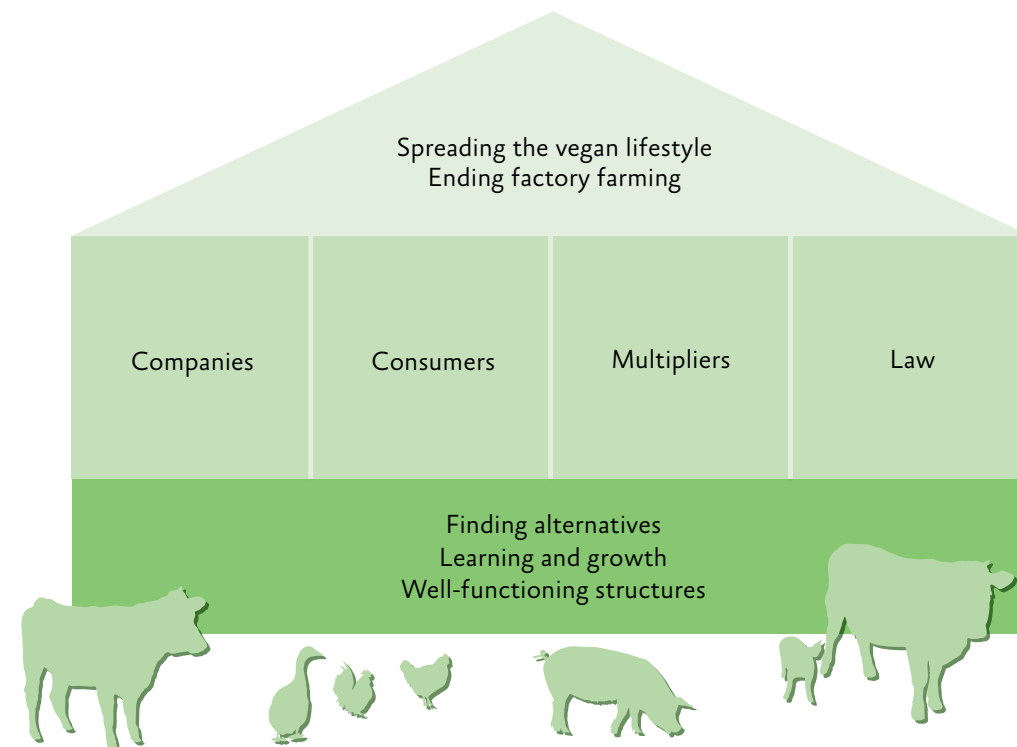 Spreading the vegan lifestyle
Ending factory farming
Companies
Consumers
Multipliers
Law
Finding alternatives
Learning and growth
Well-functioning structures